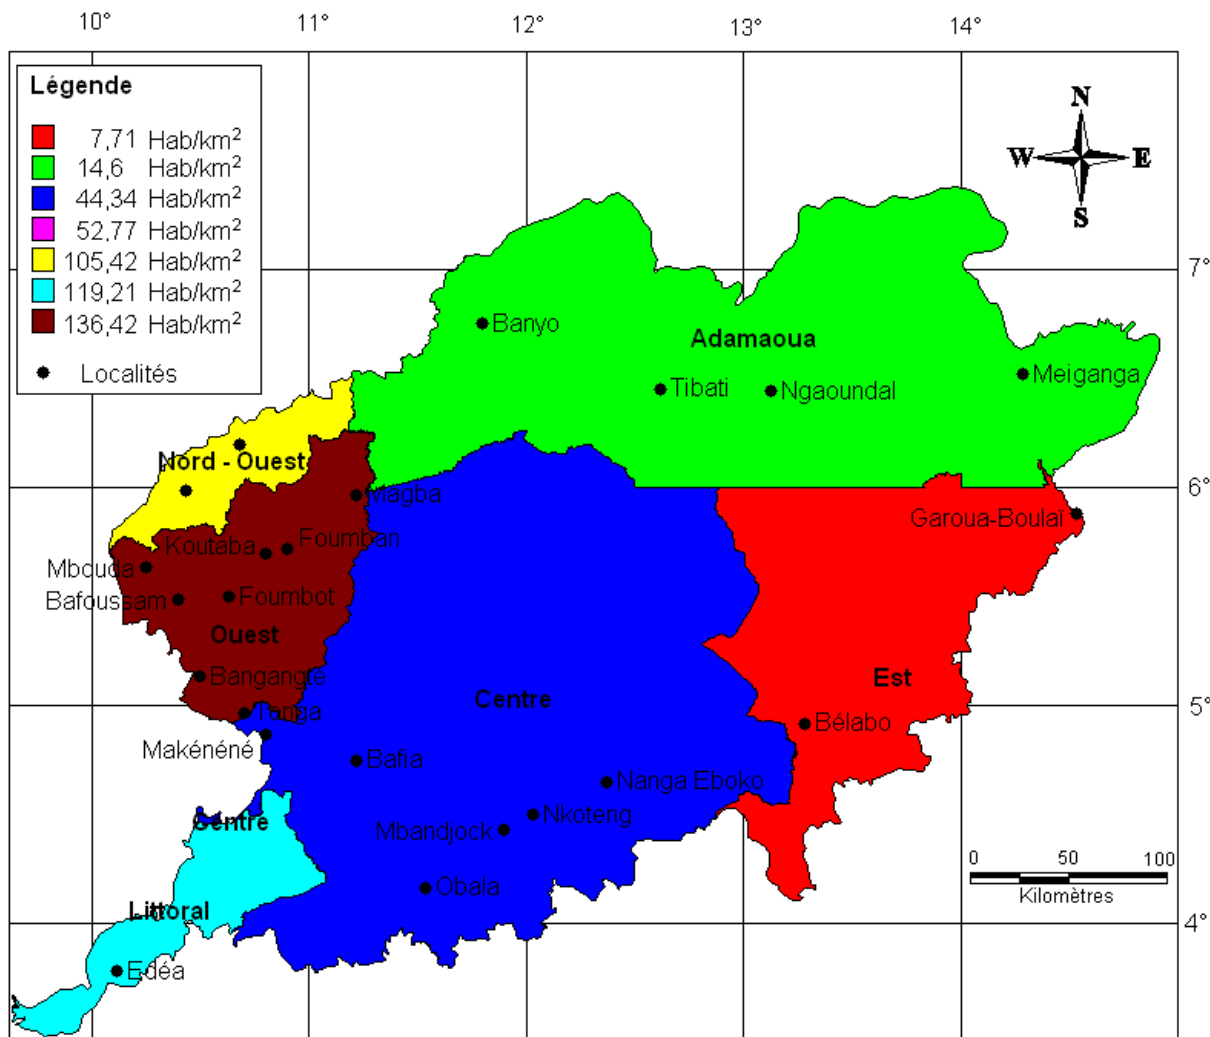 10° 11° 12° 13° 14°
Légende
7,71 Hab/km²
14,6 Hab/km²
44,34 Hab/km²
52,77 Hab/km²
105,42 Hab/km²
119,21 Hab/km²
136,42 Hab/km²
Localités
N
W E
S
7°
Banyo
Adamaoua
Tibati
Ngaoundal
Meiganga
Nord - Ouest
6°
Magba
Garoua-Boulaï
Koutaba
Foumban
Mbouda
Bafoussam
Foumbot
Ouest
Bangangte
Est
Centre
5°
Tonga
Bélabo
Makénéné
Bafia
Nanga Eboko
Nkoteng
Centre
Mbandjock
0 50 100
Kilomètres
Obala
Littoral
4°
Edéa